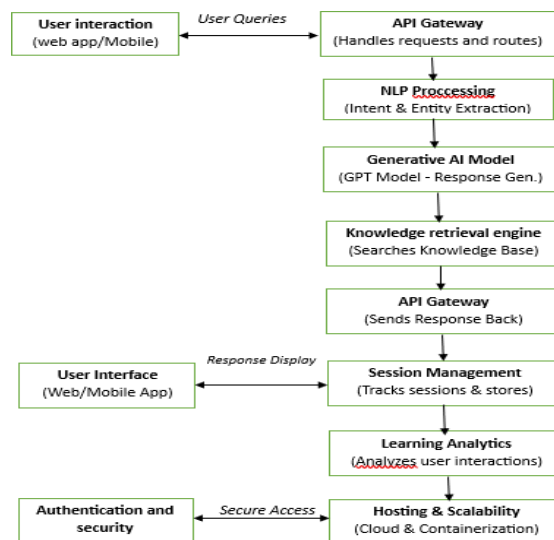 User interaction
(web app/Mobile)
User Queries
API Gateway
(Handles requests and routes)
NLP Proccessing
(Intent & Entity Extraction)
Generative AI Model
(GPT Model - Response Gen.)
Knowledge retrieval engine
(Searches Knowledge Base)
API Gateway
(Sends Response Back)
User Interface
(Web/Mobile App)
Response Display
Session Management
(Tracks sessions & stores)
Learning Analytics
(Analyzes user interactions)
Authentication and
security
Secure Access
Hosting & Scalability
(Cloud & Containerization)